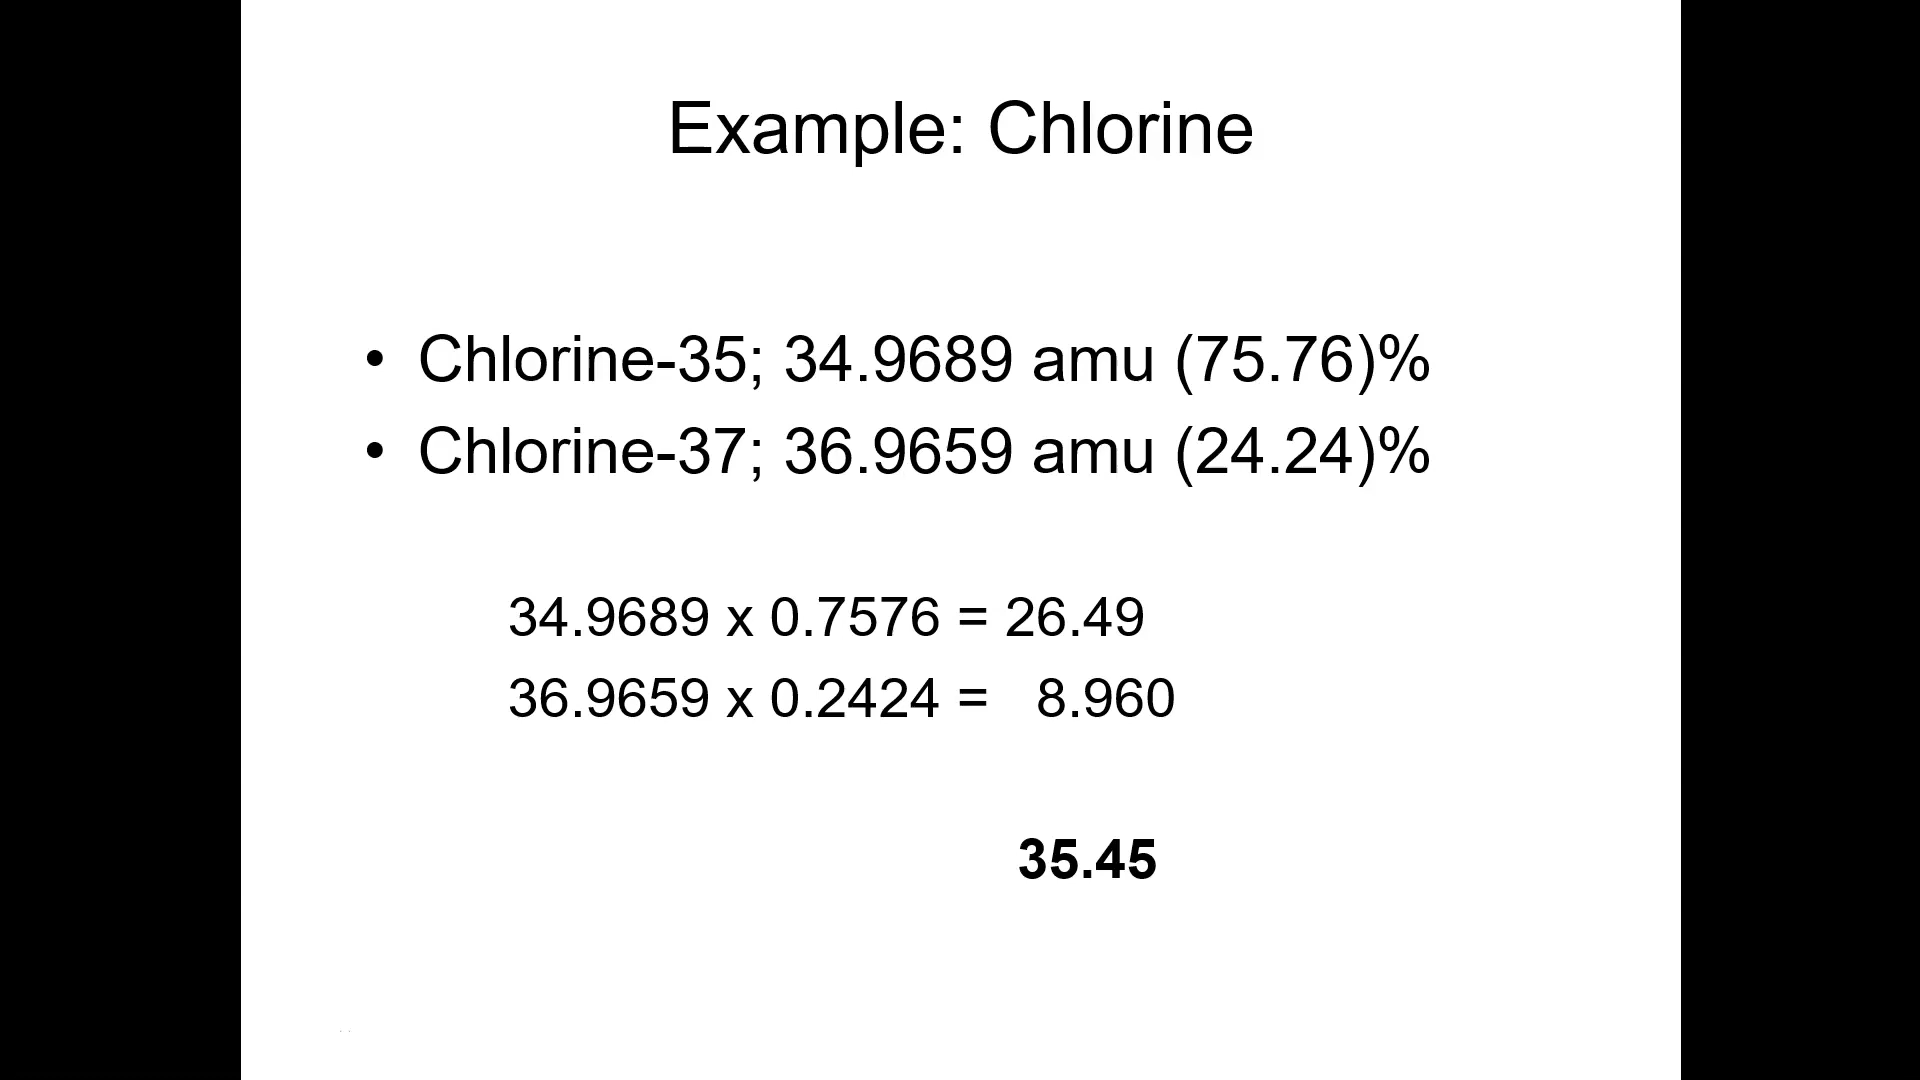 Example: Chlorine
• Chlorine-35; 34.9689 amu (75.76)%
• Chlorine-37; 36.9659 amu (24.24)%
34.9689 x 0.7576 = 26.49
36.9659 x 0.2424 = 8.960
35.45